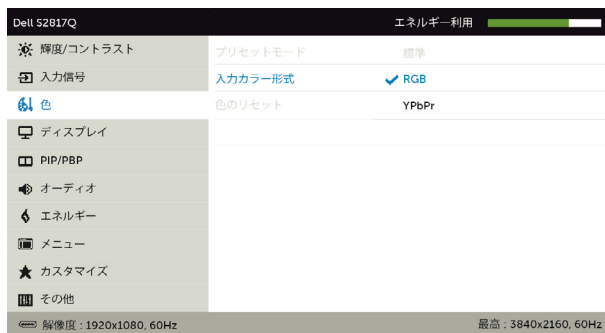 Dell S2817Q
エネルギー利用
輝度/コントラスト
プリセットモード
標準
入力信号
入力カラー形式
RGB
色
色のリセット
YPbPr
ディスプレイ
PIP/PBP
オーディオ
エネルギー
メニュー
カスタマイズ
その他
解像度 : 1920x1080, 60Hz
最高 : 3840x2160, 60Hz